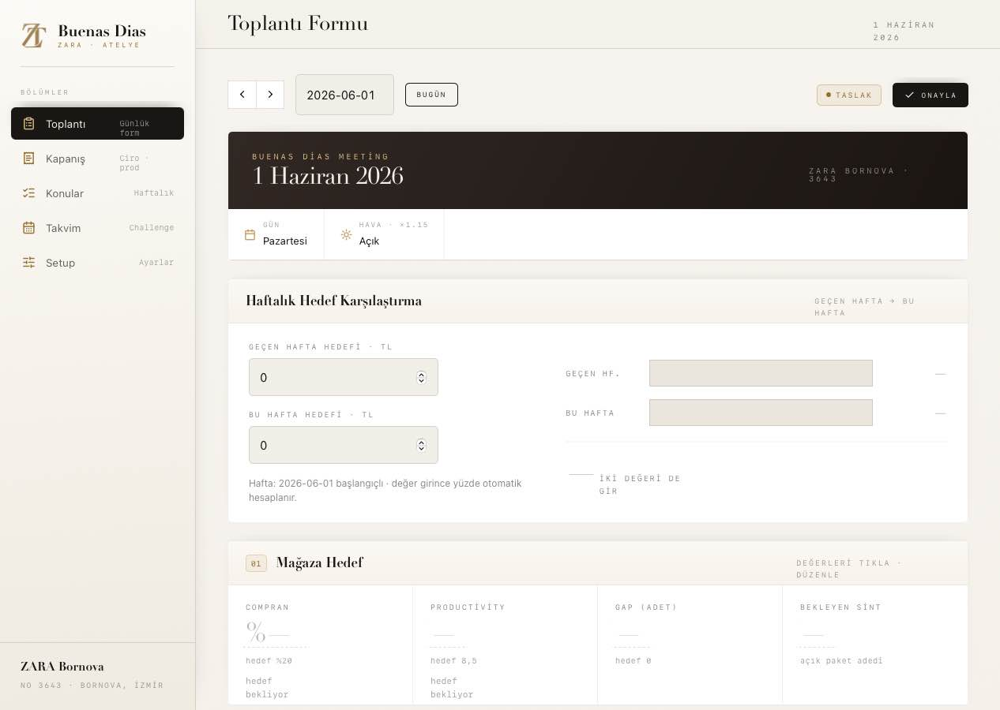 ZT Buenas Dias
ZARA · ATELYE
BÖLÜMLER
Toplantı Günlük form
Kapanış Ciro · prod
Konular Haftalık
Takvim Challenge
Setup Ayarlar
ZARA Bornova
NO 3643 · BORNOVA, İZMİR
Toplantı Formu
1 HAZİRAN
2026
2026-06-01
BUGÜN
TASLAK
ONAYLA
BUENAS DİAS MEETİNG
1 Haziran 2026
ZARA BORNOVA ·
3643
GÜN
Pazartesi
HAVA · ×1.15
Açık
Haftalık Hedef Karşılaştırma
GEÇEN HAFTA → BU
HAFTA
GEÇEN HAFTA HEDEFİ · TL
0
BU HAFTA HEDEFİ · TL
0
Hafta: 2026-06-01 başlangıçlı · değer girince yüzde otomatik
hesaplanır.
GEÇEN HF. —
BU HAFTA —
— İKİ DEĞERİ DE
GİR
01 Mağaza Hedef
DEĞERLERİ TIKLA ·
DÜZENLE
COMPRAN
%—
hedef %20
hedef
bekliyor
PRODUCTİVİTY
—
hedef 8,5
hedef
bekliyor
GAP (ADET)
—
hedef 0
BEKLEYEN SİNT
—
açık paket adedi